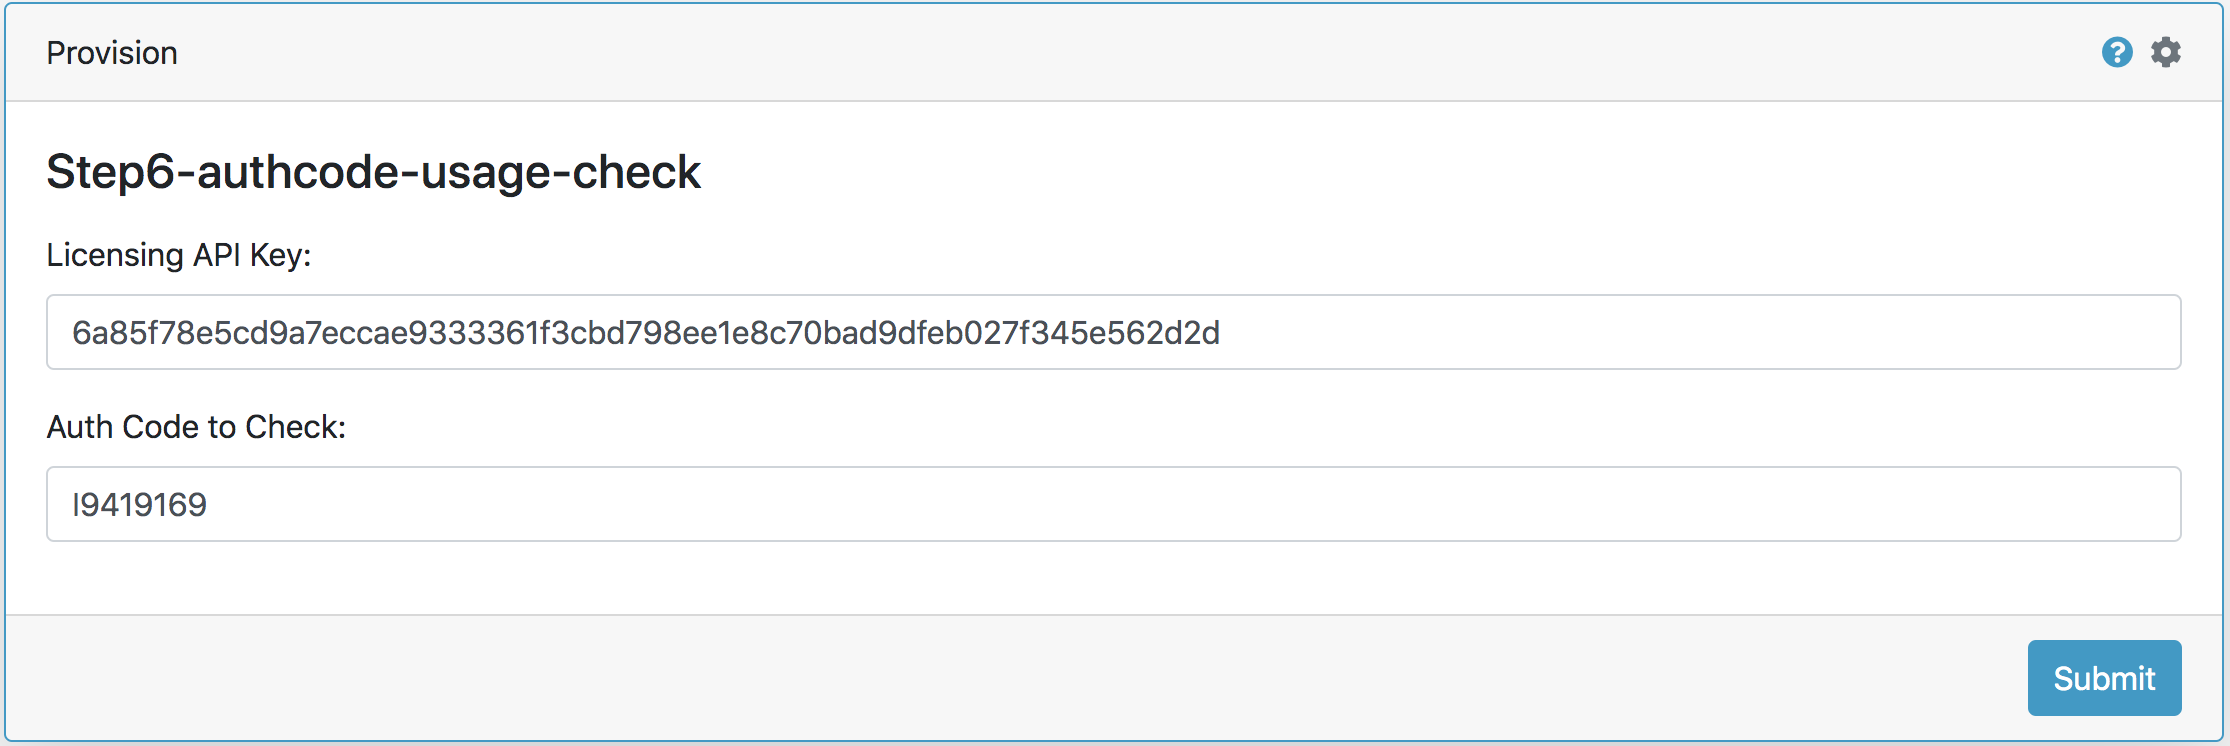 Provision
Step6-authcode-usage-check
Licensing API Key:
6a85f78e5cd9a7eccae9333361f3cbd798ee1e8c70bad9dfeb027f345e562d2d
Auth Code to Check:
I9419169
Submit